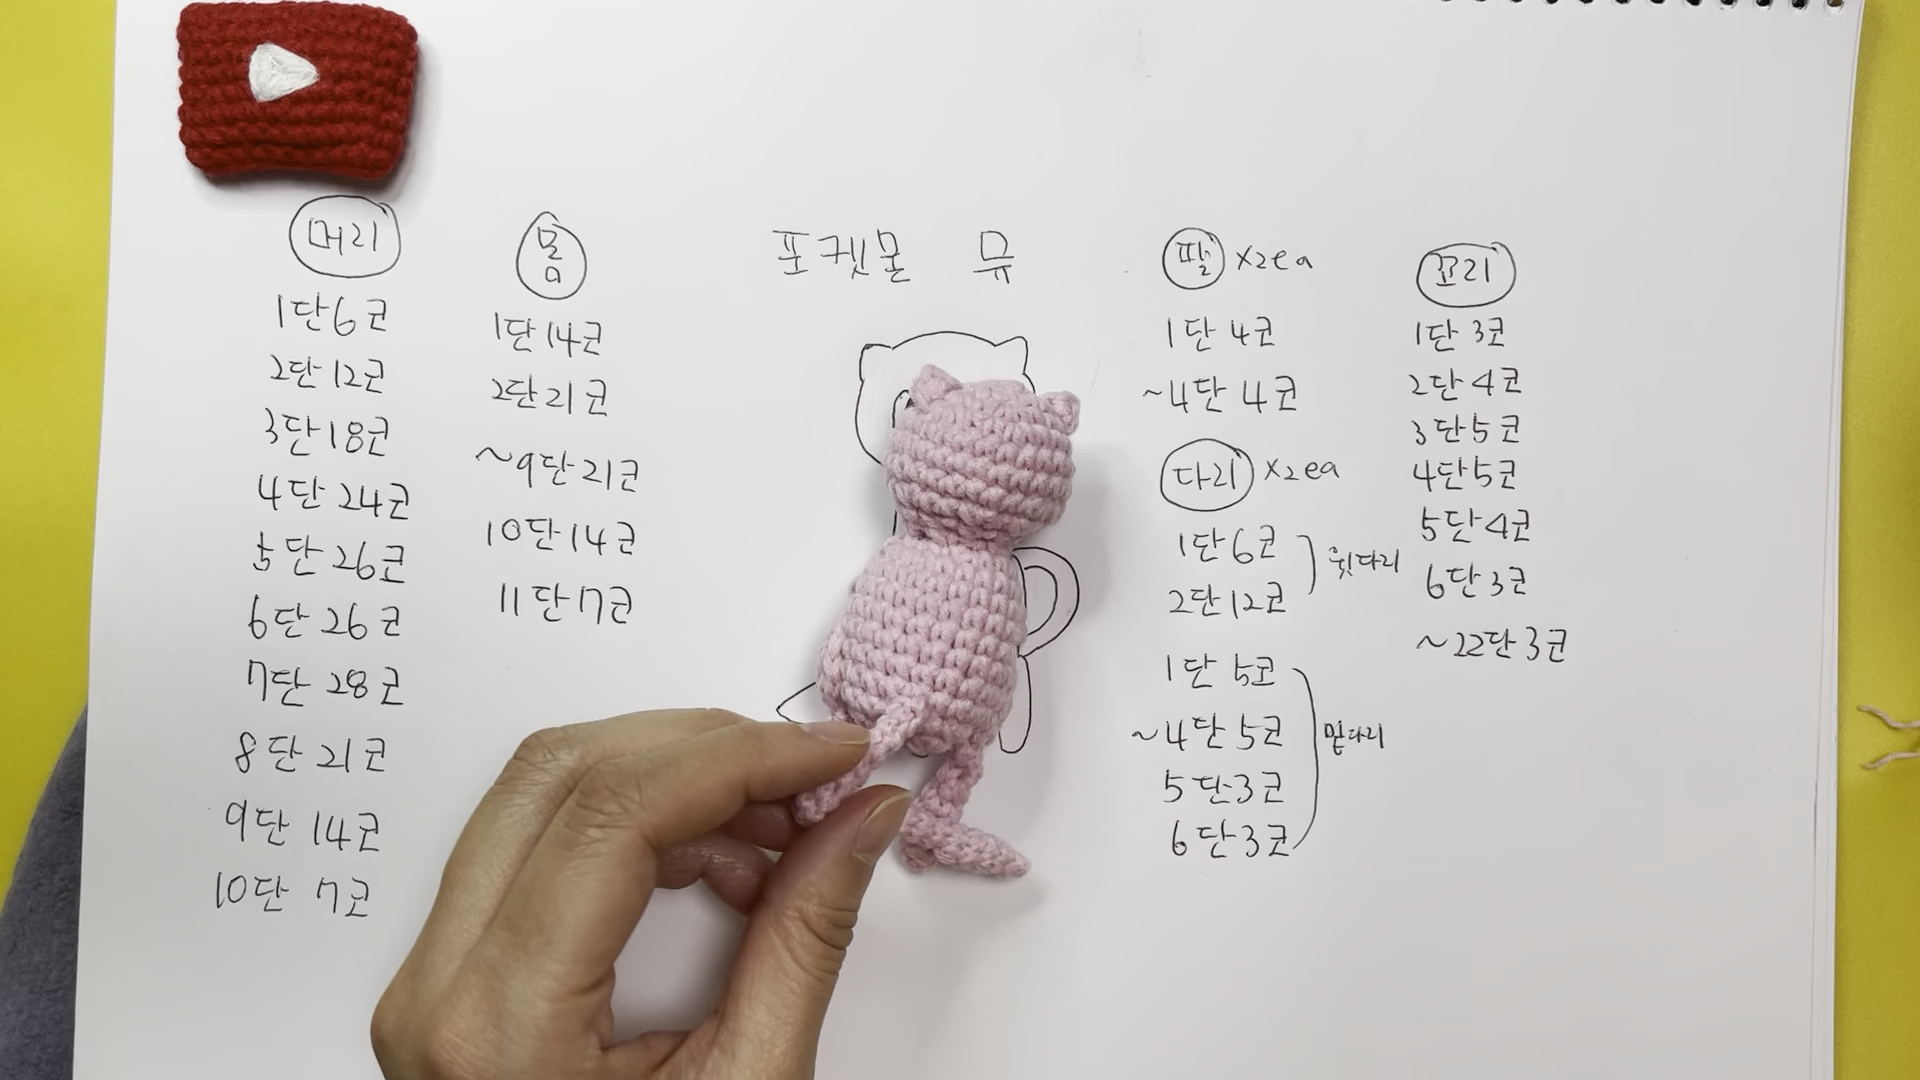 머리
1단 6코
2단 12코
3단 18코
4단 24코
5단 26코
6단 26코
7단 28코
8단 21코
9단 14코
10단 7코
몸
1단 14코
2단 21코
~9단 21코
10단 14코
11단 7코
포켓몬 뮤
팔 x2ea
1단 4코
~4단 4코
다리 x2ea
1단 6코
2단 12코
윗다리
1단 5코
~4단 5코
5단 3코
6단 3코
밑다리
꼬리
1단 3코
2단 4코
3단 5코
4단 5코
5단 4코
6단 3코
~22단 3코